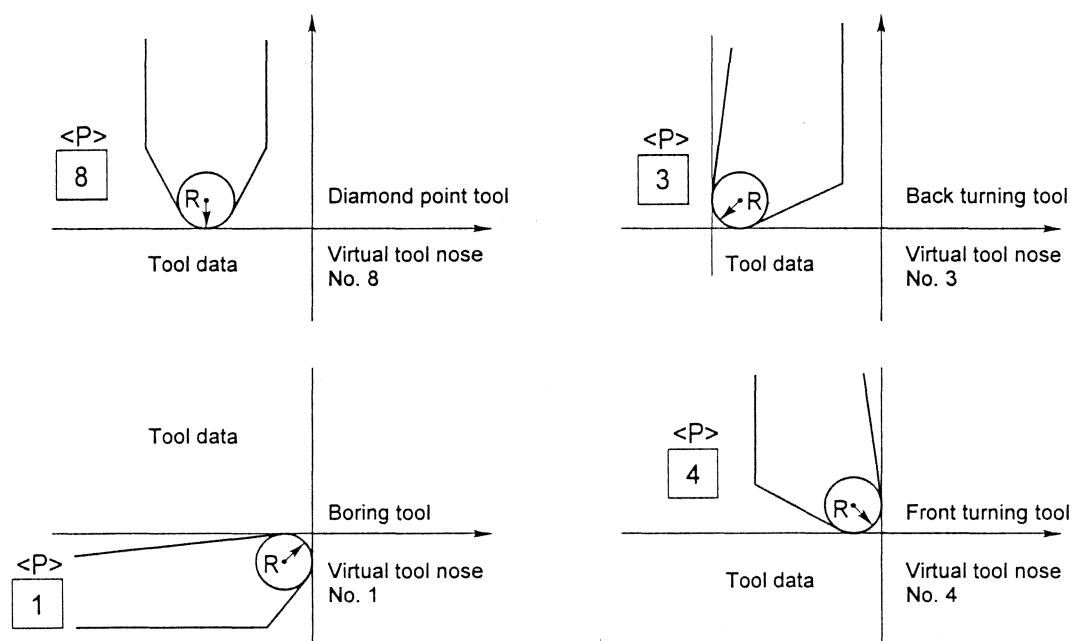 <P>
8
R
Diamond point tool
Tool data
Virtual tool nose
No. 8
<P>
3
R
Back turning tool
Tool data
Virtual tool nose
No. 3
Tool data
Boring tool
<P>
1
R
Virtual tool nose
No. 1
<P>
4
R
Front turning tool
Tool data
Virtual tool nose
No. 4